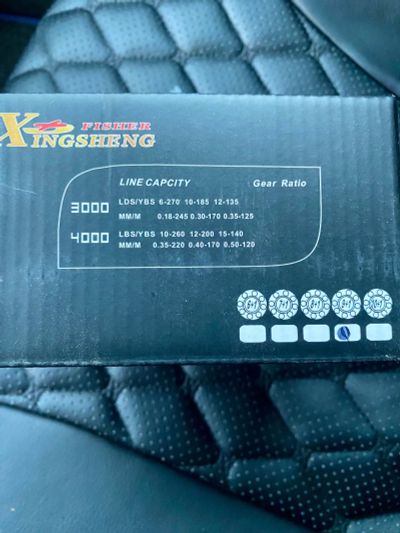 FISHER
XINGSHENG
LINE CAPCITY Gear Ratio
3000 LDS/YBS 6-270 10-185 12-135
MM/M 0.18-245 0.30-170 0.35-125
4000 LBS/YBS 10-260 12-200 15-140
MM/M 0.35-220 0.40-170 0.50-120